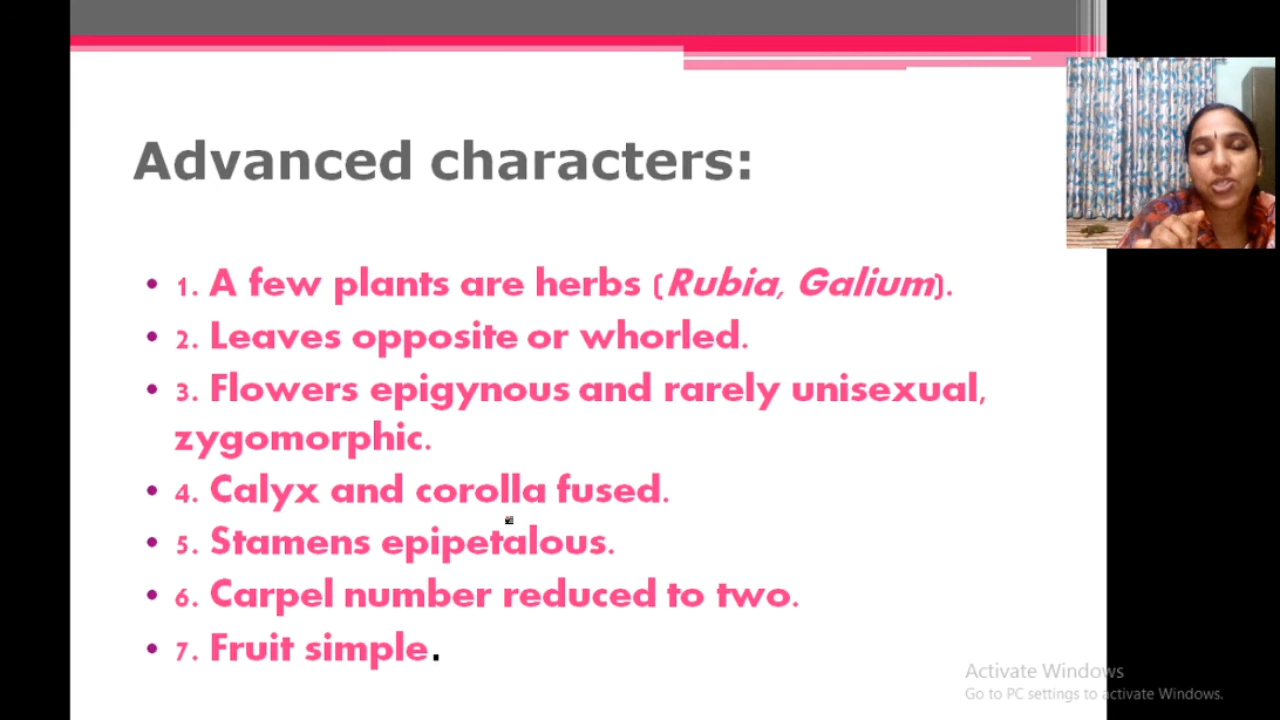 Advanced characters:
• 1. A few plants are herbs (Rubia, Galium).
• 2. Leaves opposite or whorled.
• 3. Flowers epigynous and rarely unisexual,
zygomorphic.
• 4. Calyx and corolla fused.
• 5. Stamens epipetalous.
• 6. Carpel number reduced to two.
• 7. Fruit simple.
Activate Windows
Go to PC settings to activate Windows.